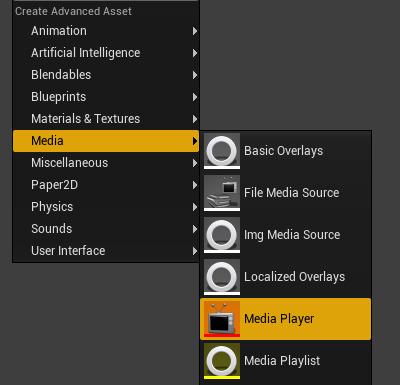 Create Advanced Asset
Animation
Artificial Intelligence
Blendables
Blueprints
Materials & Textures
Media
Miscellaneous
Paper2D
Physics
Sounds
User Interface
Basic Overlays
File Media Source
Img Media Source
Localized Overlays
Media Player
Media Playlist